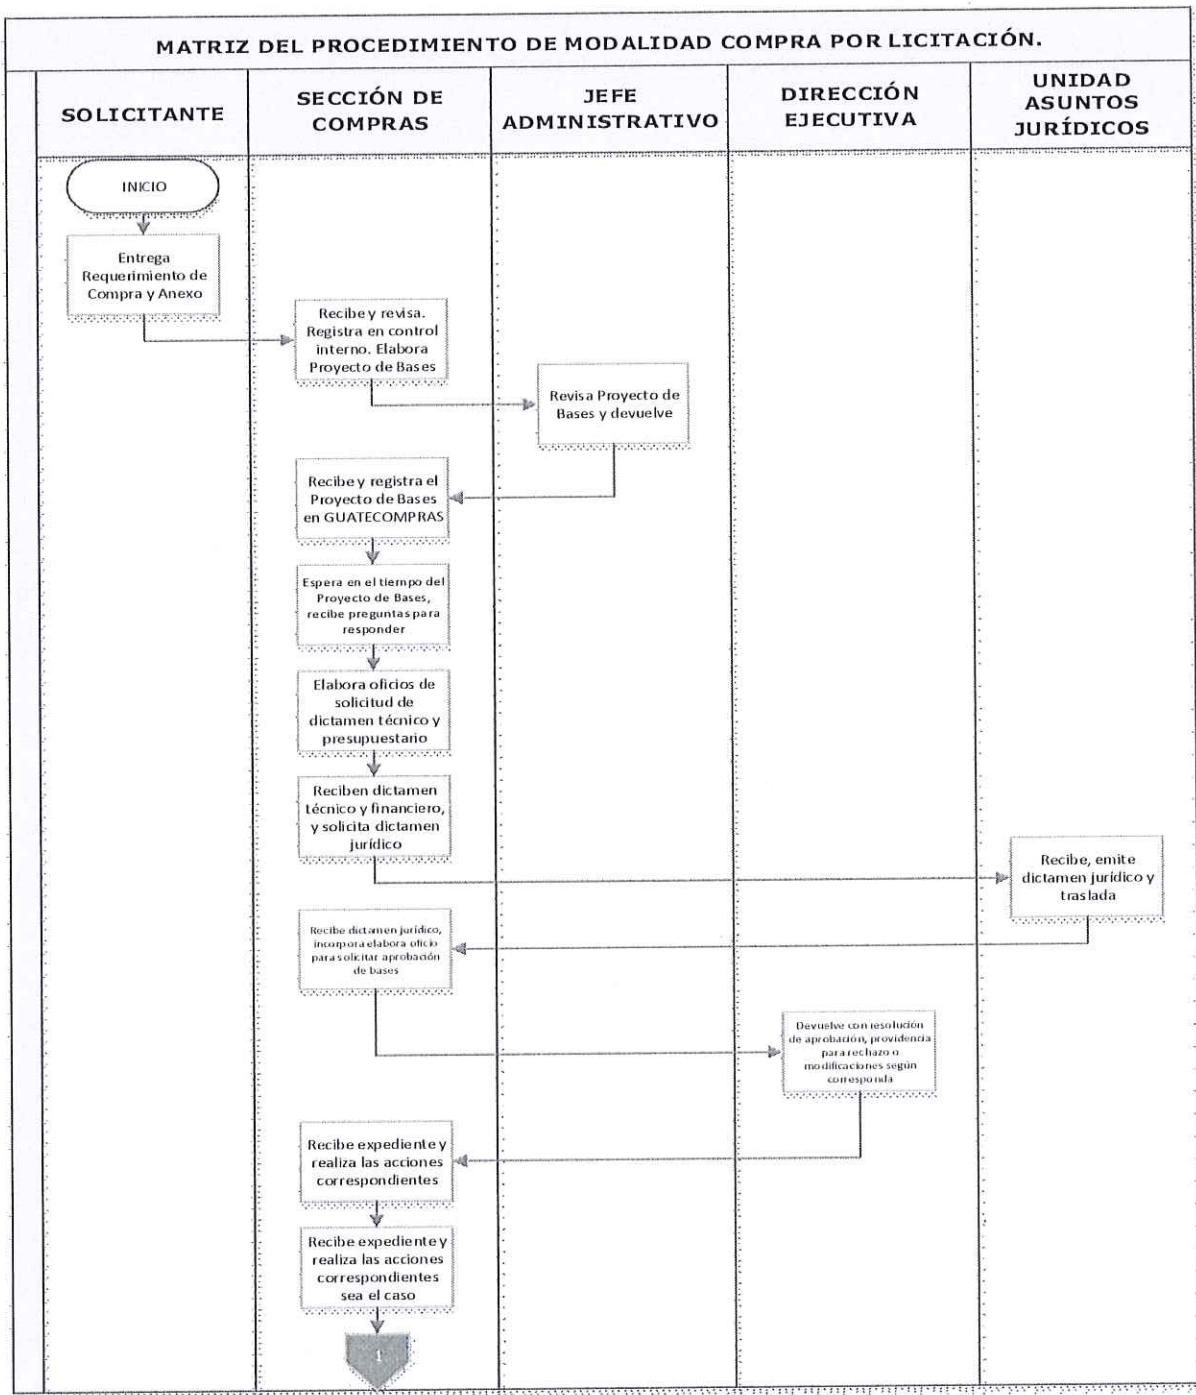 MATRIZ DEL PROCEDIMIENTO DE MODALIDAD COMPRA POR LICITACIÓN.
SOLICITANTE
SECCIÓN DE
COMPRAS
JEFE
ADMINISTRATIVO
DIRECCIÓN
EJECUTIVA
UNIDAD
ASUNTOS
JURÍDICOS
INICIO
Entrega
Requerimiento de
Compra y Anexo
Recibe y revisa.
Registra en control
interno. Elabora
Proyecto de Bases
Revisa Proyecto de
Bases y devuelve
Recibe y registra el
Proyecto de Bases
en GUATECOMPRAS
Espera en el tiempo del
Proyecto de Bases,
recibe preguntas para
responder
Elabora oficios de
solicitud de
dictamen técnico y
presupuestario
Reciben dictamen
técnico y financiero,
y solicita dictamen
jurídico
Recibe, emite
dictamen jurídico y
traslada
Recibe dictamen jurídico,
incorpora elabora oficio
para solicitar aprobación
de bases
Devuelve con resolución
de aprobación, providencia
para rechazo o
modificaciones según
corresponda
Recibe expediente y
realiza las acciones
correspondientes
Recibe expediente y
realiza las acciones
correspondientes
sea el caso
1